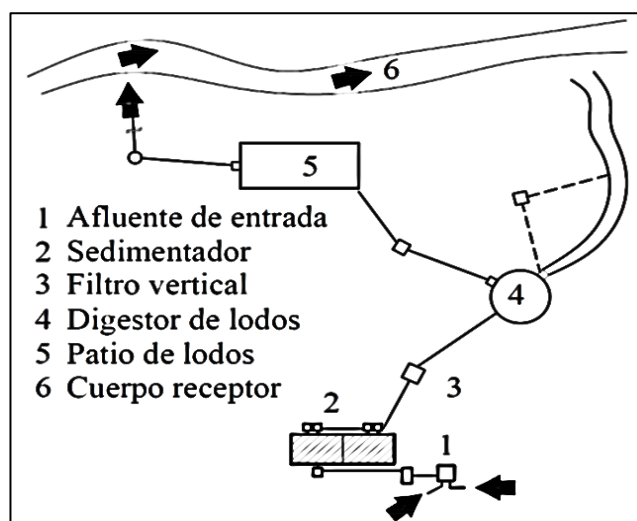 6
5
1 Afluente de entrada
2 Sedimentador
3 Filtro vertical
4 Digestor de lodos
5 Patio de lodos
6 Cuerpo receptor
4
3
2
1